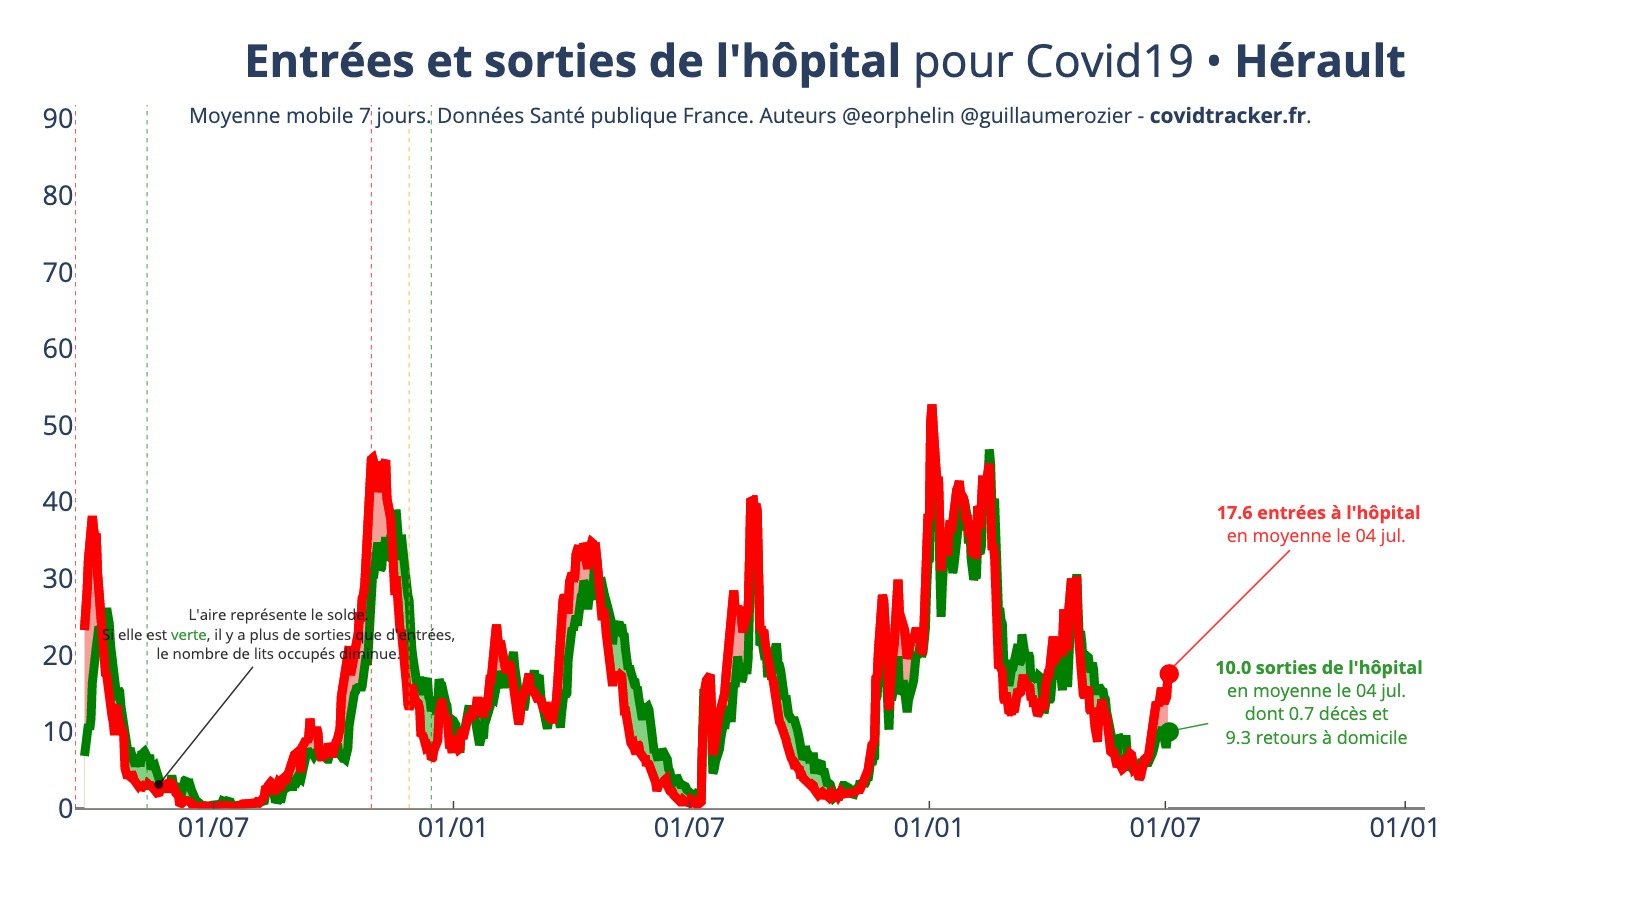 Entrées et sorties de l'hôpital pour Covid19 • Hérault
Moyenne mobile 7 jours. Données Santé publique France. Auteurs @eorphelin @guillaumerozier - covidtracker.fr.
90
80
70
60
50
40
30
20
10
0
L'aire représente le solde.
Si elle est verte, il y a plus de sorties que d'entrées,
le nombre de lits occupés diminue.
17.6 entrées à l'hôpital
en moyenne le 04 jul.
10.0 sorties de l'hôpital
en moyenne le 04 jul.
dont 0.7 décès et
9.3 retours à domicile
01/07
01/01
01/07
01/01
01/07
01/01